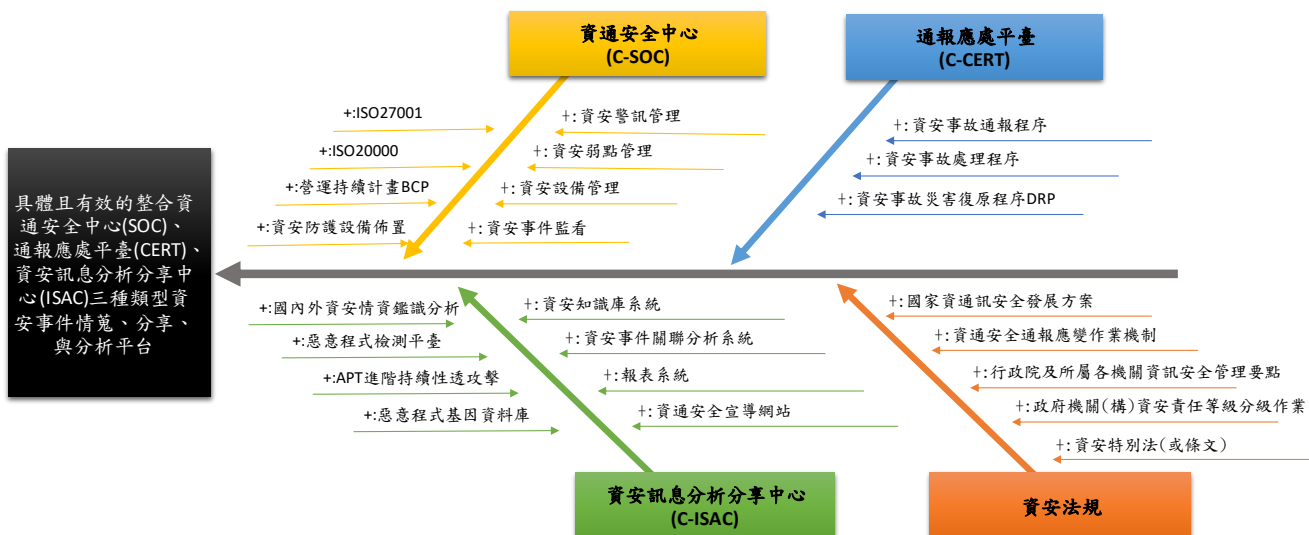 資通安全中心
(C-SOC)
通報應處平臺
(C-CERT)
+:ISO27001
+:ISO20000
+:營運持續計畫BCP
+:資安防護設備佈置
+:資安警訊管理
+:資安弱點管理
+:資安設備管理
+:資安事件監看
+:資安事故通報程序
+:資安事故處理程序
+:資安事故災害復原程序DRP
具體且有效的整合資
通安全中心(SOC)、
通報應處平臺(CERT)、
資安訊息分析分享中
心(ISAC)三種類型資
安事件情蒐、分享、
與分析平台
+:國內外資安情資鑑識分析
+:惡意程式檢測平臺
+:APT進階持續性透攻擊
+:惡意程式基因資料庫
+:資安知識庫系統
+:資安事件關聯分析系統
+:報表系統
+:資通安全宣導網站
+:國家資通訊安全發展方案
+:資通安全通報應變作業機制
+:行政院及所屬各機關資訊安全管理要點
+:政府機關(構)資安責任等級分級作業
+:資安特別法(或條文)
資安訊息分析分享中心
(C-ISAC)
資安法規